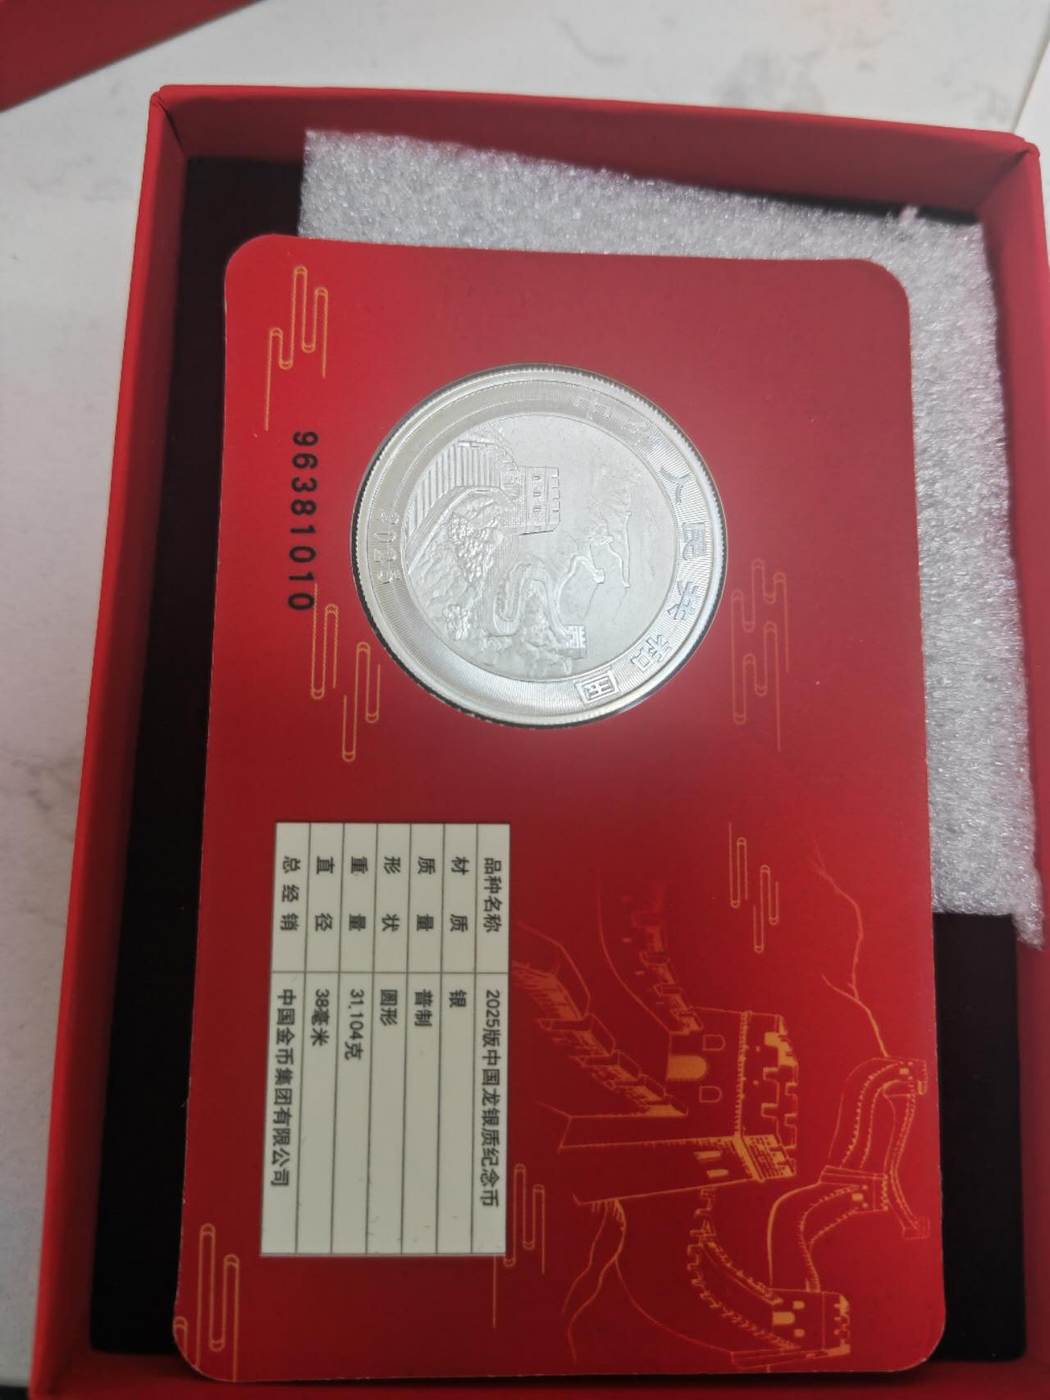 人民共和国
2025
96381010
品种名称 2025版中国龙银质纪念币
材质 银
质量 普制
形状 圆形
重量 31,104克
直径 38毫米
总经销 中国金币集团有限公司